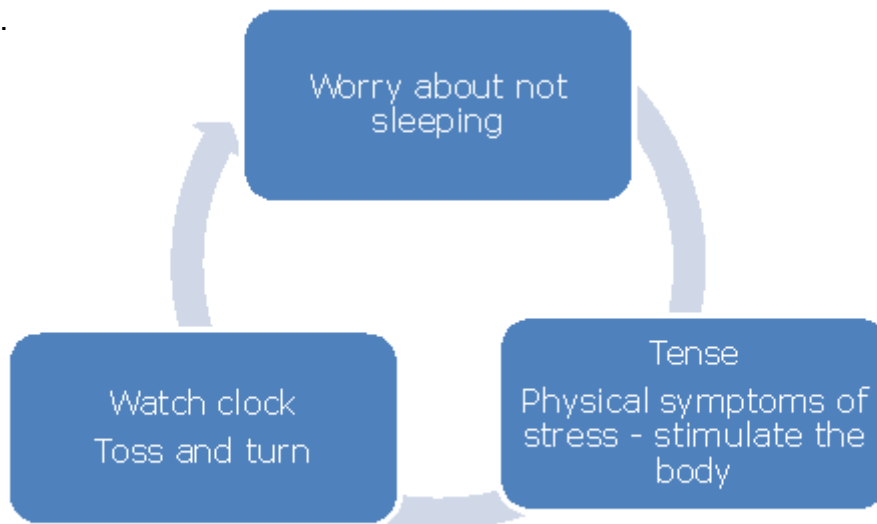 .
Worry about not
sleeping
Tense
Physical symptoms of
stress - stimulate the
body
Watch clock
Toss and turn